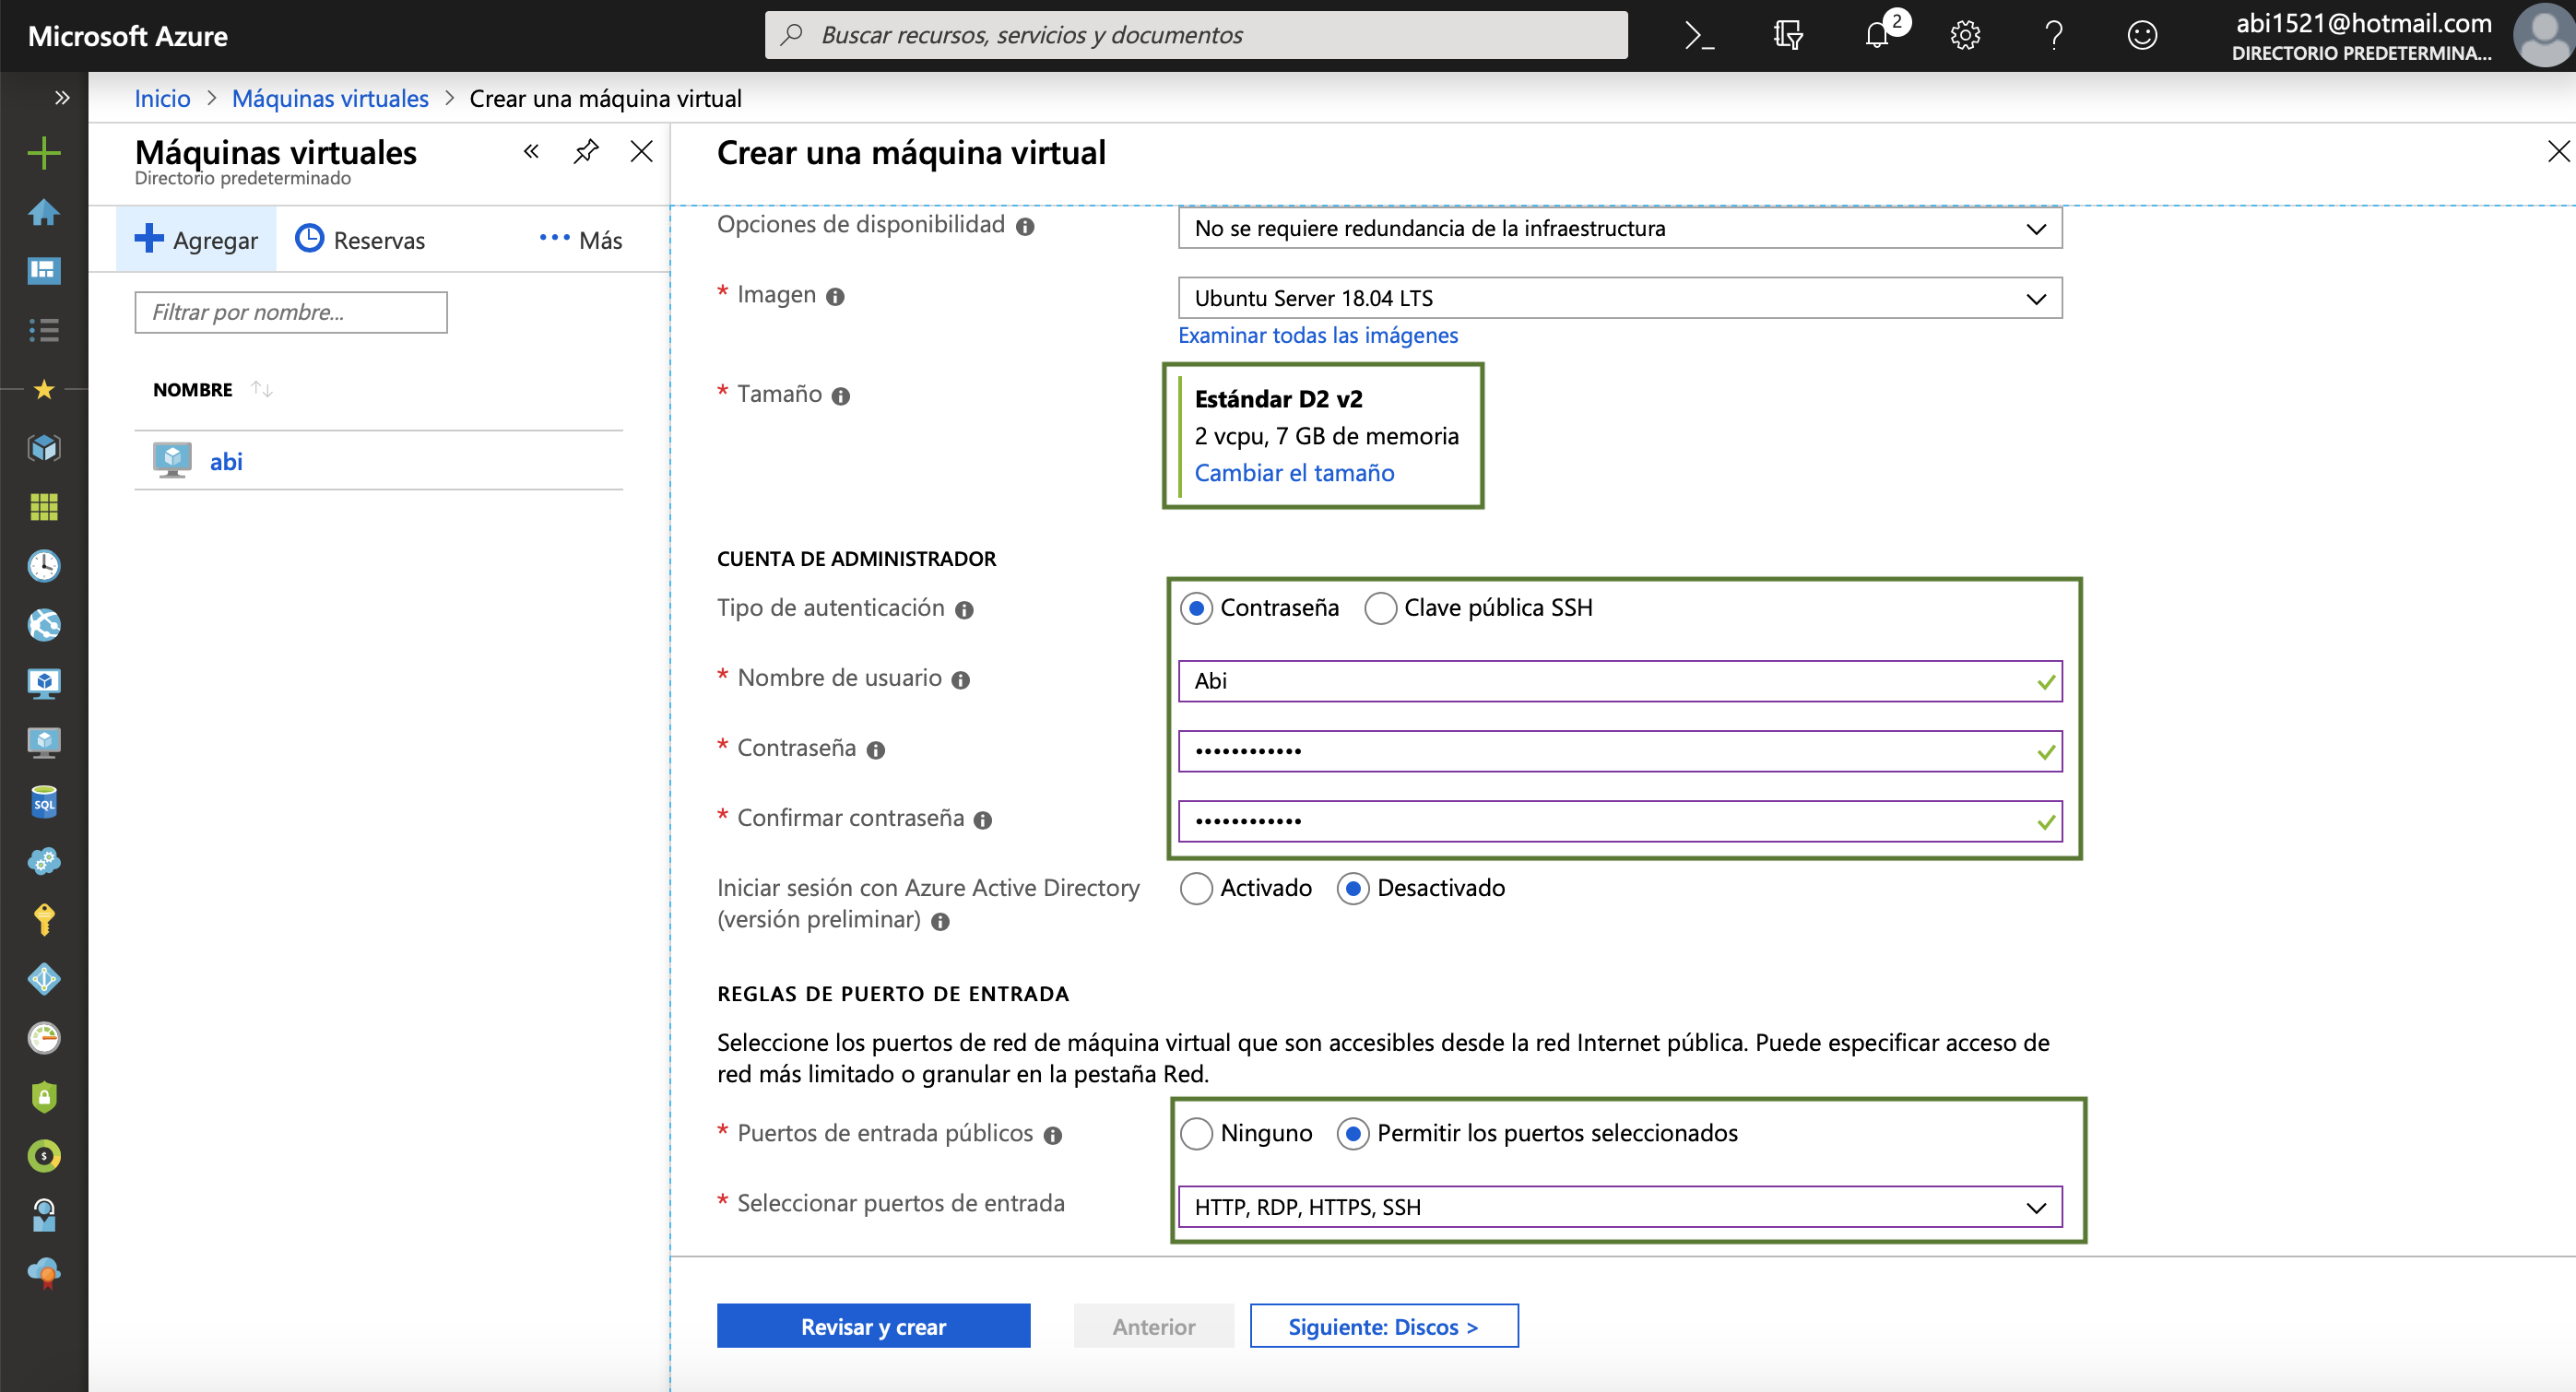 Microsoft Azure
Buscar recursos, servicios y documentos
2
abi1521@hotmail.com
DIRECTORIO PREDETERMINA...
Inicio > Máquinas virtuales > Crear una máquina virtual
Máquinas virtuales
Directorio predeterminado
Agregar
Reservas
Más
Filtrar por nombre...
NOMBRE
abi
SQL
Crear una máquina virtual
Opciones de disponibilidad
No se requiere redundancia de la infraestructura
* Imagen
Ubuntu Server 18.04 LTS
Examinar todas las imágenes
* Tamaño
Estándar D2 v2
2 vcpu, 7 GB de memoria
Cambiar el tamaño
CUENTA DE ADMINISTRADOR
Tipo de autenticación
Contraseña
Clave pública SSH
* Nombre de usuario
Abi
* Contraseña
••••••••••••
* Confirmar contraseña
••••••••••••
Iniciar sesión con Azure Active Directory
(versión preliminar)
Activado
Desactivado
REGLAS DE PUERTO DE ENTRADA
Seleccione los puertos de red de máquina virtual que son accesibles desde la red Internet pública. Puede especificar acceso de
red más limitado o granular en la pestaña Red.
* Puertos de entrada públicos
Ninguno
Permitir los puertos seleccionados
* Seleccionar puertos de entrada
HTTP, RDP, HTTPS, SSH
Revisar y crear
Anterior
Siguiente: Discos >